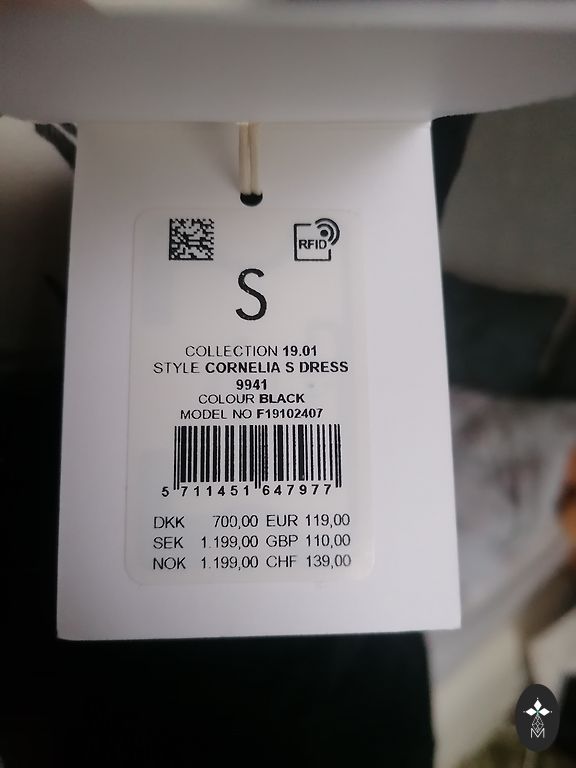 RFID
S
COLLECTION 19.01
STYLE CORNELIA S DRESS
9941
COLOUR BLACK
MODEL NO F19102407
5 711451 647977
DKK 700,00 EUR 119,00
SEK 1.199,00 GBP 110,00
NOK 1.199,00 CHF 139,00
M